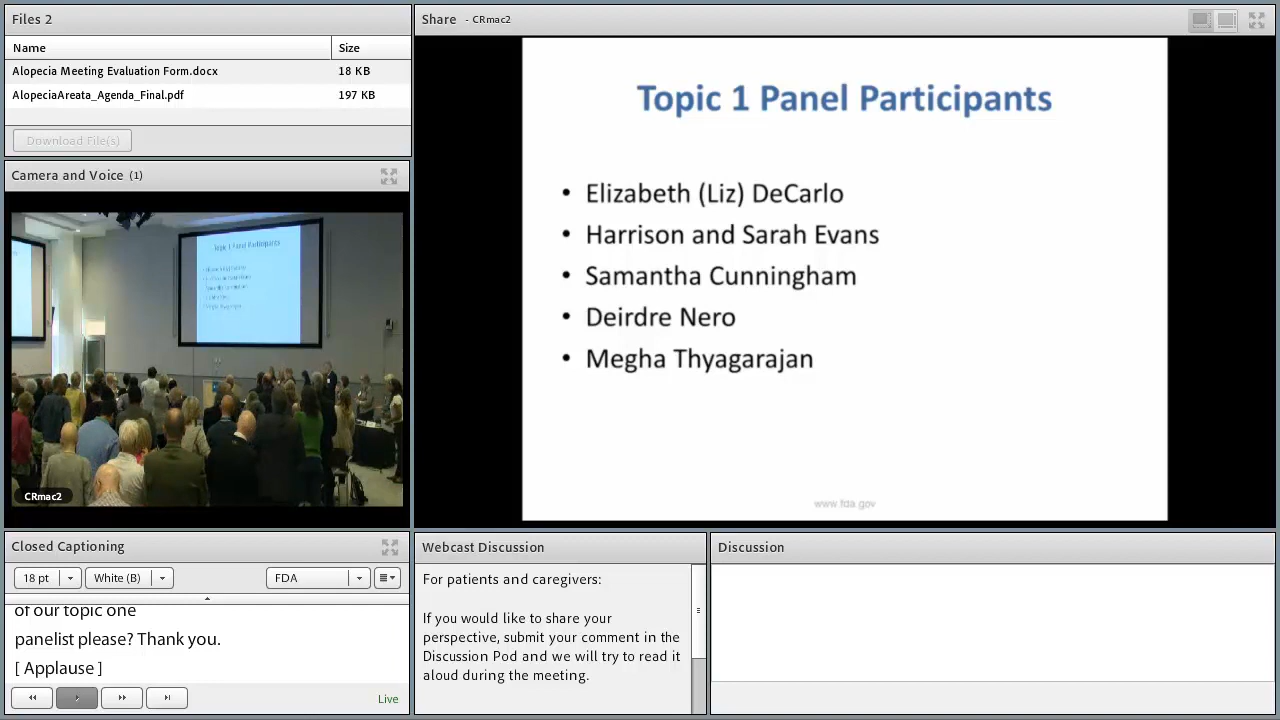 Files 2
Name
Size
Alopecia Meeting Evaluation Form.docx
18 KB
AlopeciaAreata_Agenda_Final.pdf
197 KB
Download File(s)
Camera and Voice (1)
Topic 1 Panel Participants
CRmac2
Share - CRmac2
Topic 1 Panel Participants
• Elizabeth (Liz) DeCarlo
• Harrison and Sarah Evans
• Samantha Cunningham
• Deirdre Nero
• Megha Thyagarajan
www.fda.gov
Closed Captioning
18 pt
White (B)
FDA
of our topic one
panelist please? Thank you.
[ Applause ]
Live
Webcast Discussion
For patients and caregivers:
If you would like to share your
perspective, submit your comment in the
Discussion Pod and we will try to read it
aloud during the meeting.
Discussion